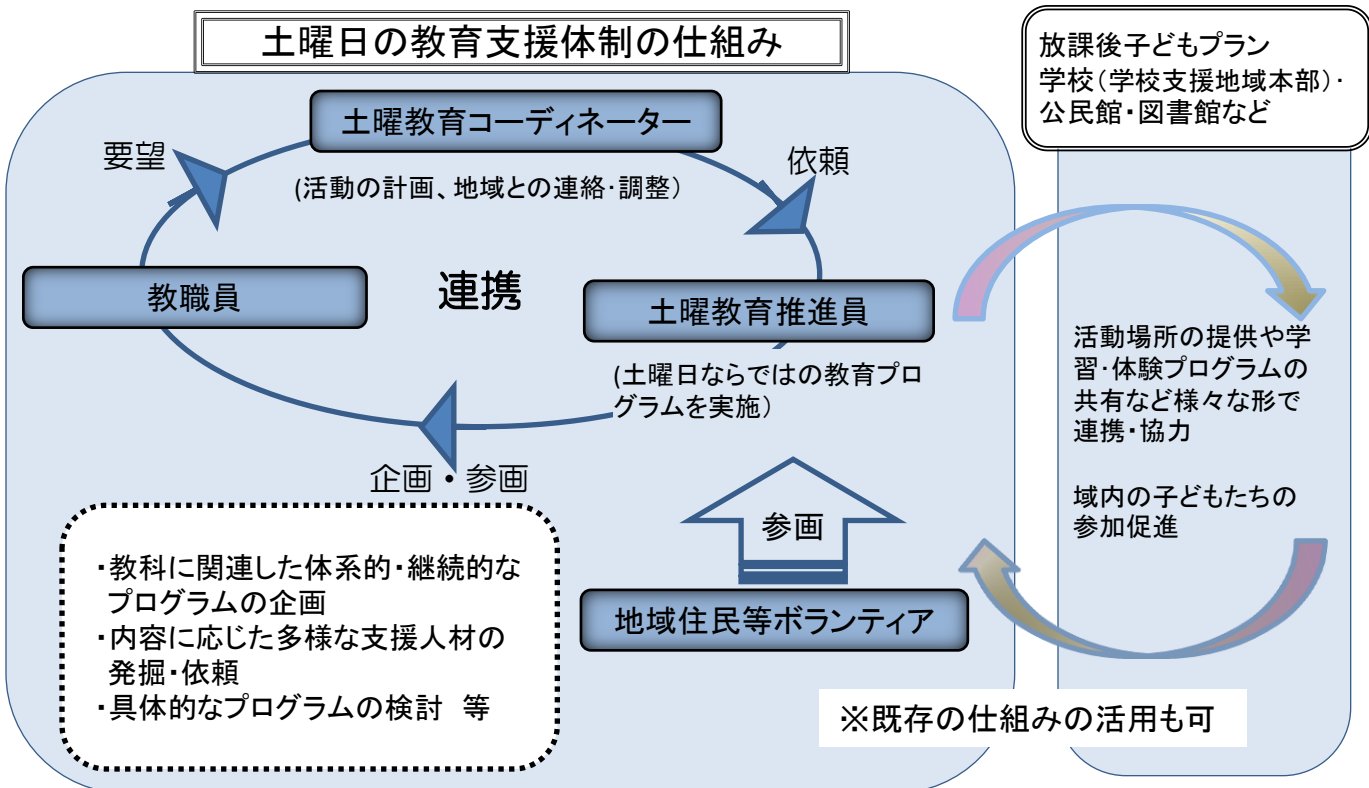 土曜日の教育支援体制の仕組み
放課後子どもプラン
学校(学校支援地域本部)・
公民館・図書館など
土曜教育コーディネーター
要望
依頼
(活動の計画、地域との連絡・調整)
教職員
連携
土曜教育推進員
(土曜日ならではの教育プロ
グラムを実施)
企画・参画
活動場所の提供や学
習・体験プログラムの
共有など様々な形で
連携・協力
域内の子どもたちの
参加促進
参画
地域住民等ボランティア
・教科に関連した体系的・継続的な
プログラムの企画
・内容に応じた多様な支援人材の
発掘・依頼
・具体的なプログラムの検討 等
※既存の仕組みの活用も可